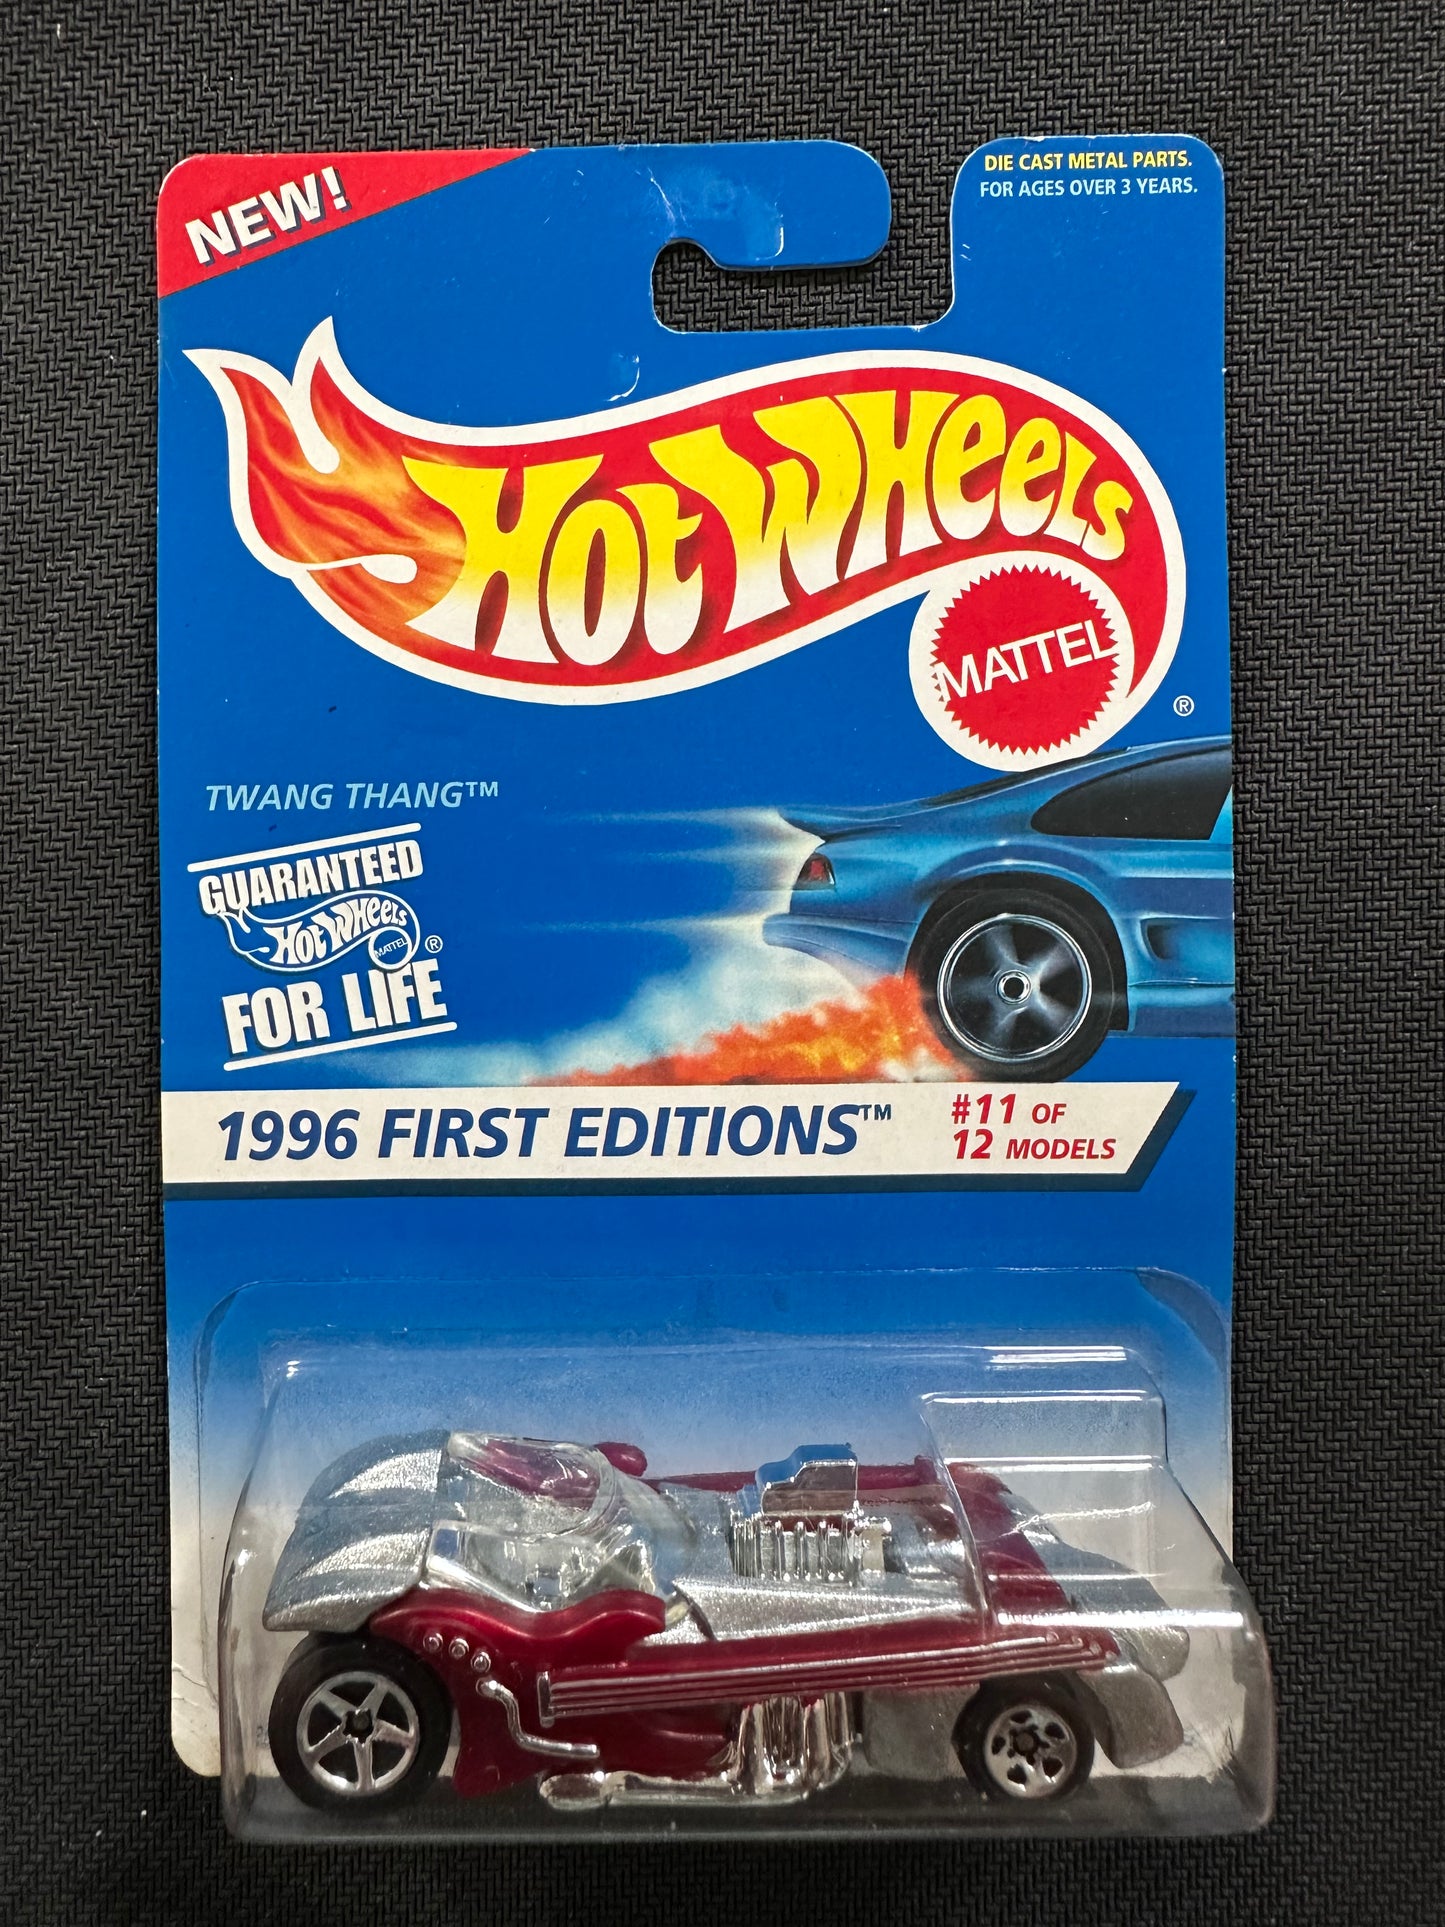 NEW!
DIE CAST METAL PARTS.
FOR AGES OVER 3 YEARS.
HOT WHEELS
MATTEL
®
TWANG THANG™
GUARANTEED
HOT WHEELS
MATTEL ®
FOR LIFE
1996 FIRST EDITIONS™
#11 OF
12 MODELS